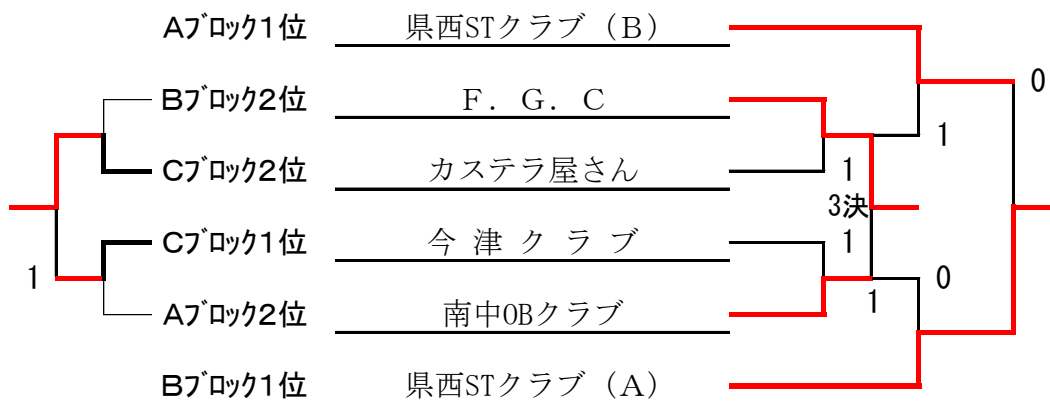 Aﾌﾞﾛｯｸ1位 県西STクラブ（B）
0
Bﾌﾞﾛｯｸ2位 F．G．C
1
Cﾌﾞﾛｯｸ2位 カステラ屋さん 1
3決
Cﾌﾞﾛｯｸ1位 今津クラブ 1
1 0
Aﾌﾞﾛｯｸ2位 南中OBクラブ 1
Bﾌﾞﾛｯｸ1位 県西STクラブ（A）